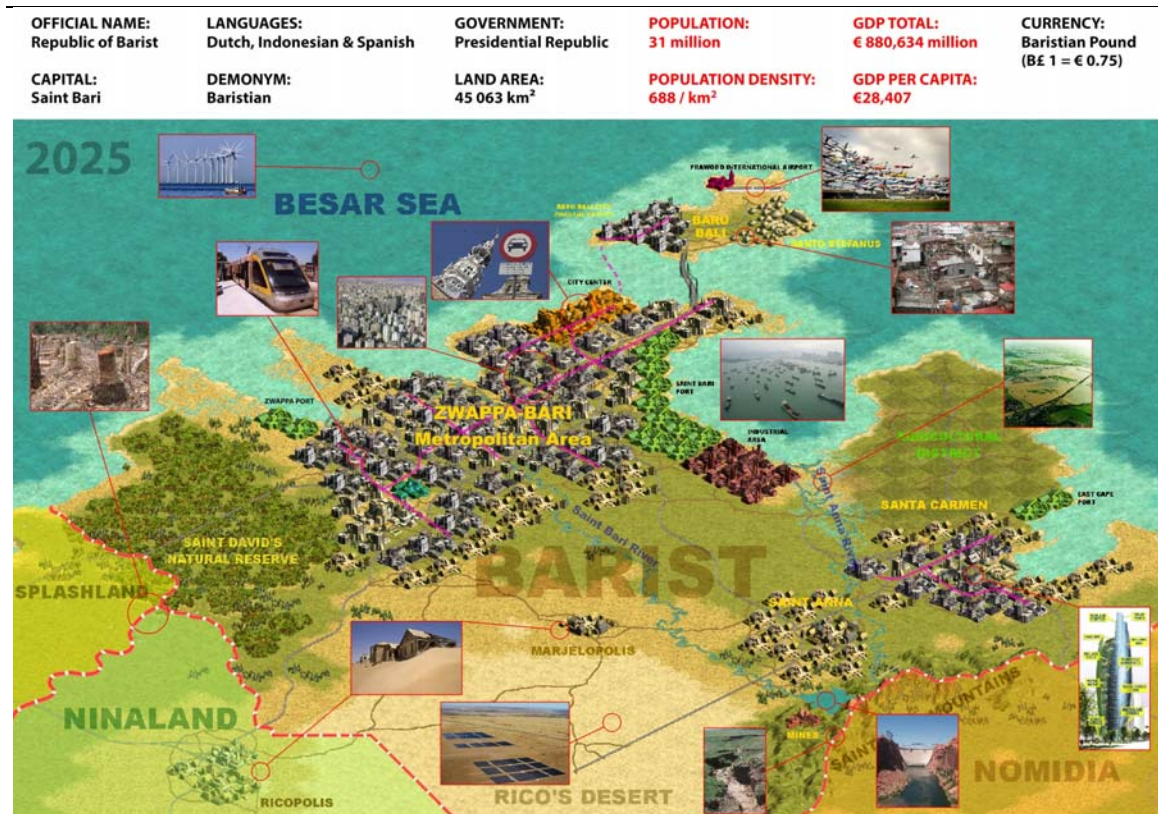 OFFICIAL NAME:
Republic of Barist
LANGUAGES:
Dutch, Indonesian & Spanish
GOVERNMENT:
Presidential Republic
POPULATION:
31 million
GDP TOTAL:
€ 880,634 million
CURRENCY:
Baristian Pound
(B£ 1 = € 0.75)
CAPITAL:
Saint Bari
DEMONYM:
Baristian
LAND AREA:
45 063 km²
POPULATION DENSITY:
688 / km²
GDP PER CAPITA:
€28,407
2025
BESAR SEA
INTERNATIONAL AIRPORT
BARU
BALI
SANTO STEFANUS
CITY CENTER
ZWAPPA PORT
ZWAPPA BARI
Metropolitan Area
SAINT BARI
PORT
INDUSTRIAL
AREA
AGRICULTURAL
DISTRICT
SANTA CARMEN
EAST CAPE
PORT
Saint Bari River
Saint Anna River
SAINT DAVID'S
NATURAL RESERVE
SPLASHLAND
BARIST
SAINT ANNA
MARJELOPOLIS
NINALAND
RICOPOLIS
RICO'S DESERT
MINES
SAINT
MOUNTAINS
NOMIDIA